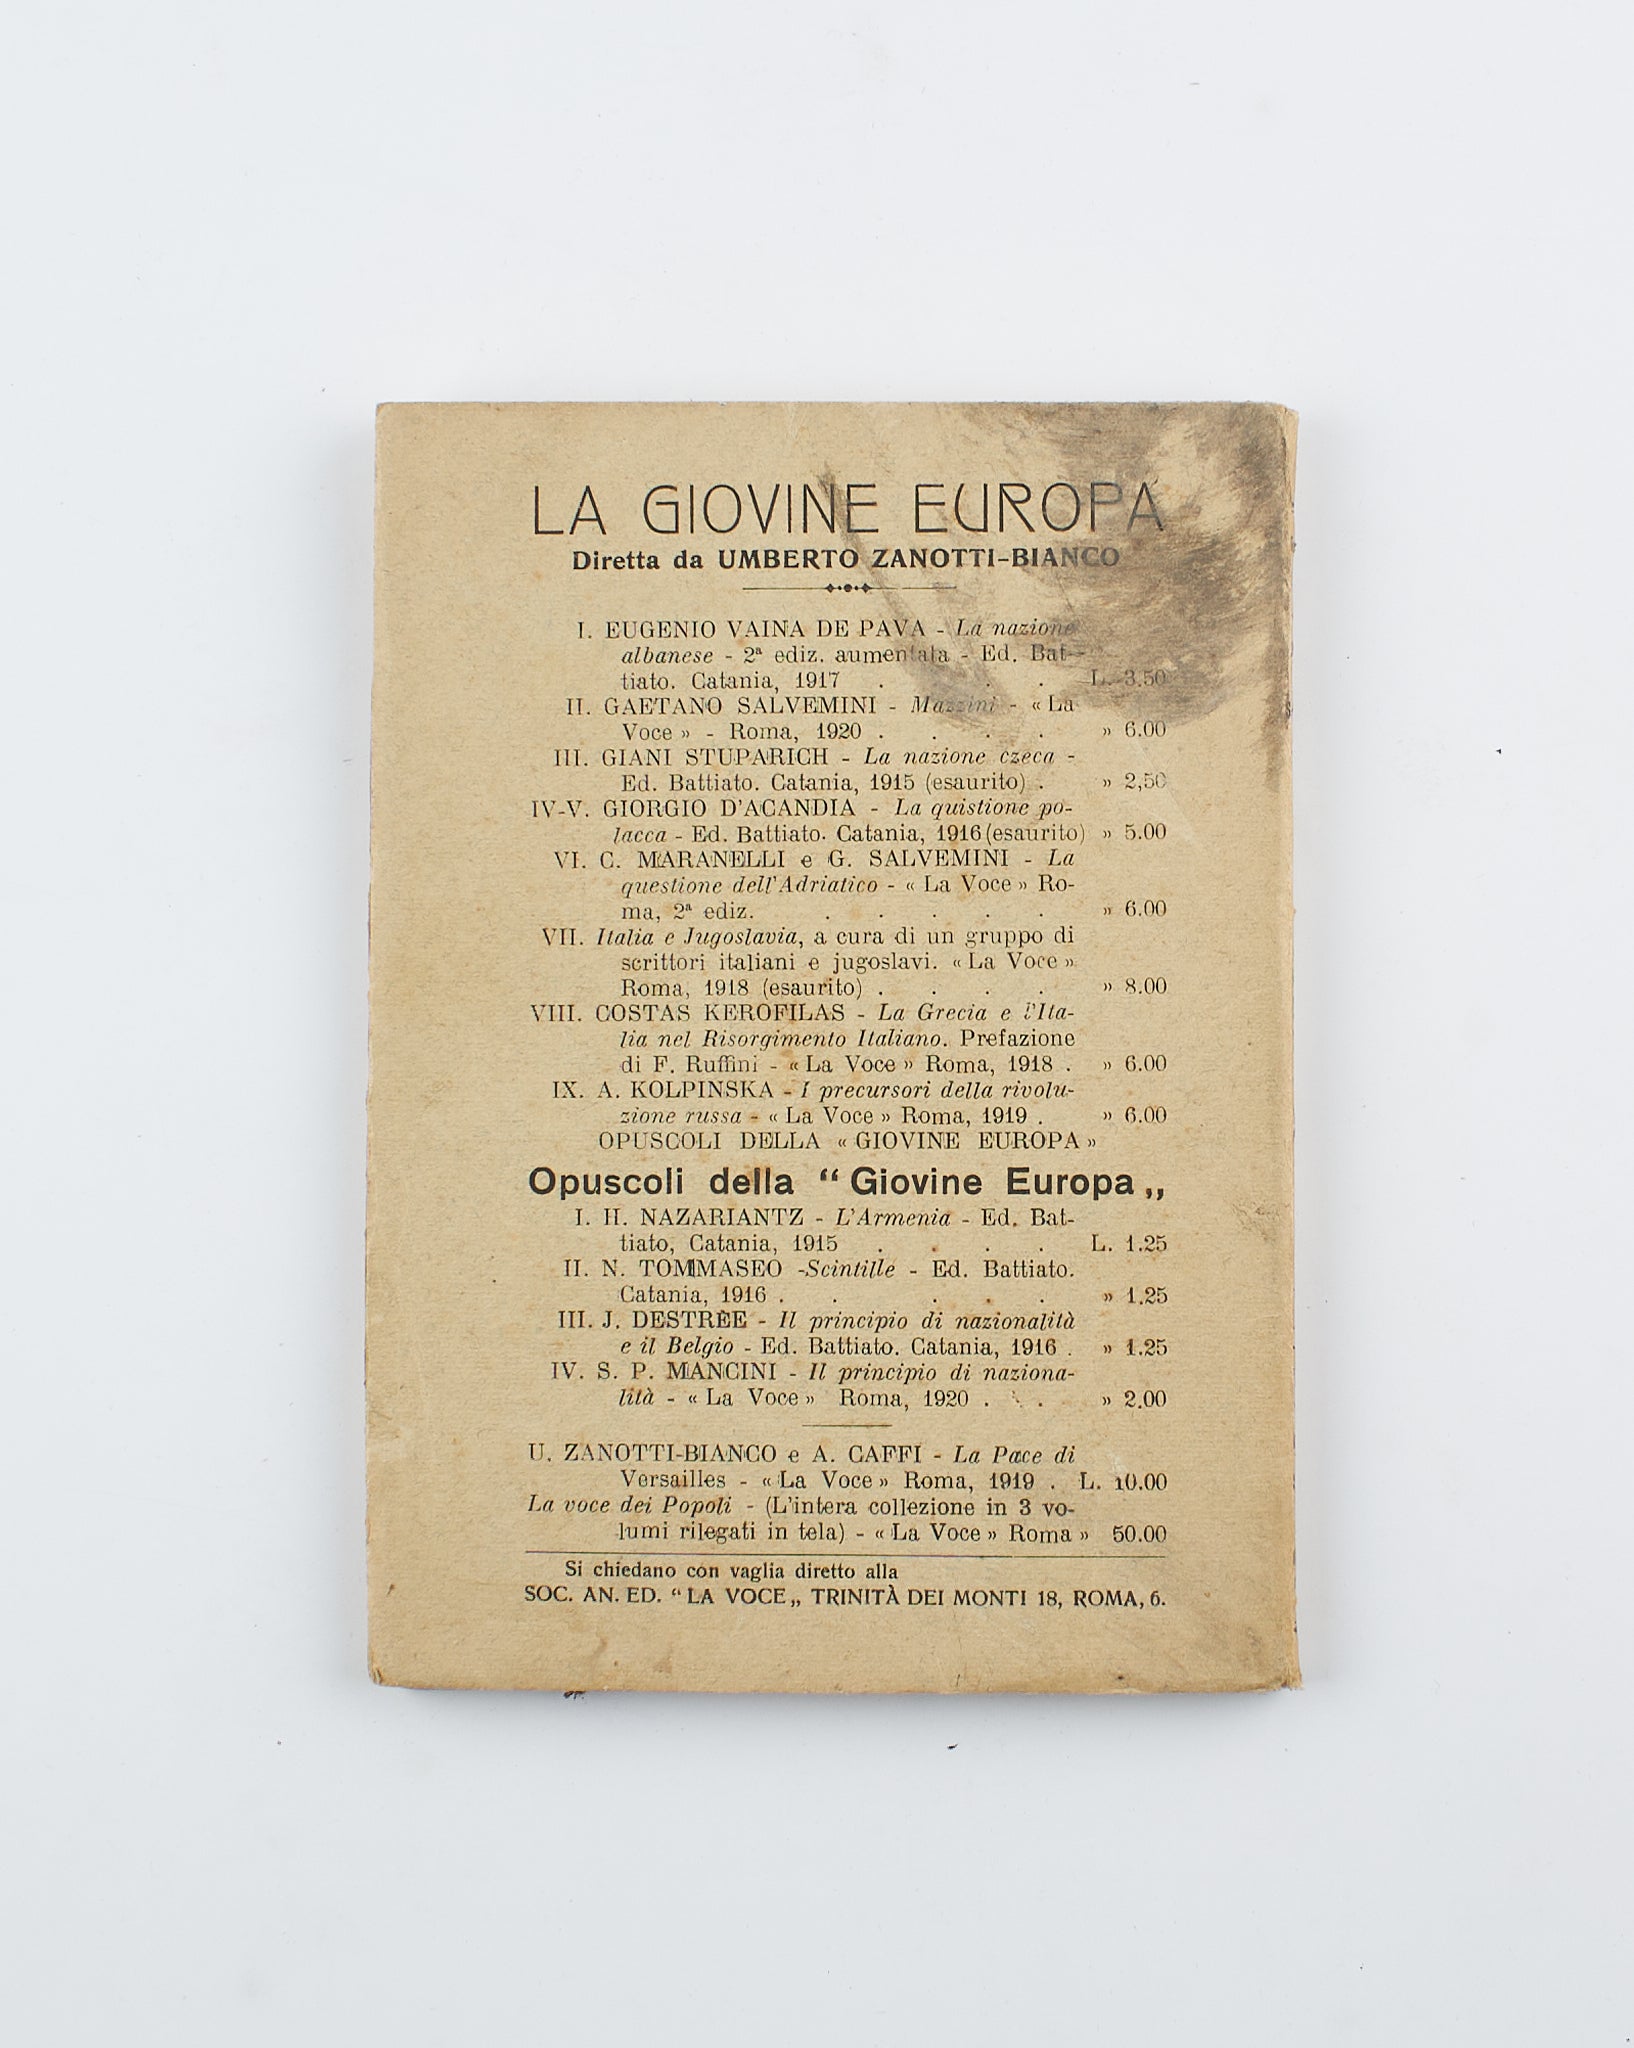 LA GIOVINE EUROPA
Diretta da UMBERTO ZANOTTI-BIANCO
I. EUGENIO VAINA DE PAVA - La nazione
albanese - 2ª ediz. aumentata - Ed. Bat-
tiato. Catania, 1917 . . . L. 3.50
II. GAETANO SALVEMINI - Mazzini - « La
Voce » - Roma, 1920 . . . . » 6.00
III. GIANI STUPARICH - La nazione czeca -
Ed. Battiato. Catania, 1915 (esaurito) . » 2,50
IV-V. GIORGIO D'ACANDIA - La quistione po-
lacca - Ed. Battiato. Catania, 1916 (esaurito) » 5.00
VI. C. MARANELLI e G. SALVEMINI - La
questione dell'Adriatico - « La Voce » Ro-
ma, 2ª ediz. . . . . . » 6.00
VII. Italia e Jugoslavia, a cura di un gruppo di
scrittori italiani e jugoslavi. « La Voce »
Roma, 1918 (esaurito) . . . . » 8.00
VIII. COSTAS KEROFILAS - La Grecia e l'Ita-
lia nel Risorgimento Italiano. Prefazione
di F. Ruffini - « La Voce » Roma, 1918 . » 6.00
IX. A. KOLPINSKA - I precursori della rivolu-
zione russa - « La Voce » Roma, 1919 . » 6.00
OPUSCOLI DELLA « GIOVINE EUROPA »
Opuscoli della “ Giovine Europa „
I. H. NAZARIANTZ - L'Armenia - Ed. Bat-
tiato, Catania, 1915 . . . . L. 1.25
II. N. TOMMASEO -Scintille - Ed. Battiato.
Catania, 1916 . . . . . » 1.25
III. J. DESTRÈE - Il principio di nazionalità
e il Belgio - Ed. Battiato. Catania, 1916 . » 1.25
IV. S. P. MANCINI - Il principio di naziona-
lità - « La Voce » Roma, 1920 . . . » 2.00
U. ZANOTTI-BIANCO e A. CAFFI - La Pace di
Versailles - « La Voce » Roma, 1919 . L. 10.00
La voce dei Popoli - (L'intera collezione in 3 vo-
lumi rilegati in tela) - « La Voce » Roma » 50.00
Si chiedano con vaglia diretto alla
SOC. AN. ED. “ LA VOCE „ TRINITÀ DEI MONTI 18, ROMA, 6.